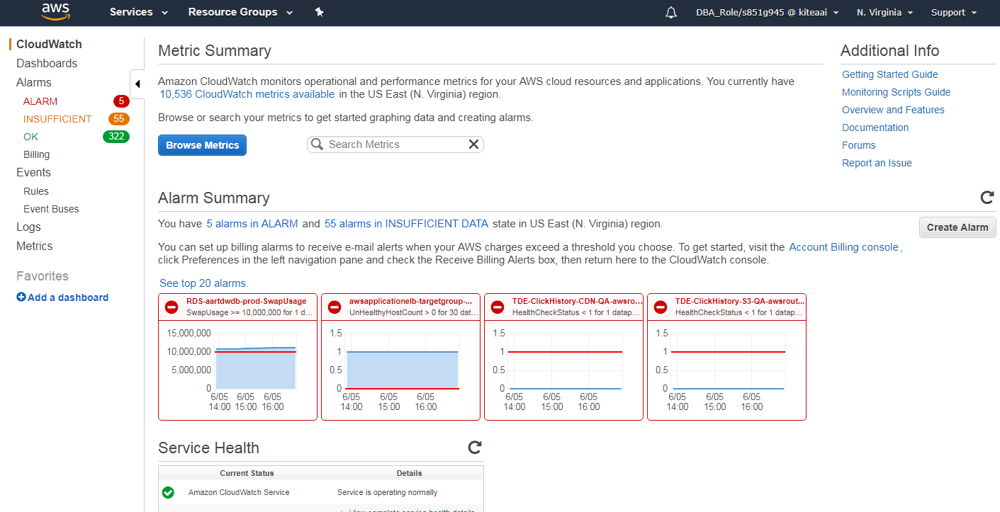 aws
Services
Resource Groups
DBA_Role/s851g945 @ kiteaai
N. Virginia
Support
CloudWatch
Dashboards
Alarms
ALARM 5
INSUFFICIENT 55
OK 322
Billing
Events
Rules
Event Buses
Logs
Metrics
Favorites
Add a dashboard
Metric Summary
Amazon CloudWatch monitors operational and performance metrics for your AWS cloud resources and applications. You currently have
10,536 CloudWatch metrics available in the US East (N. Virginia) region.
Browse or search your metrics to get started graphing data and creating alarms.
Browse Metrics
Search Metrics
Additional Info
Getting Started Guide
Monitoring Scripts Guide
Overview and Features
Documentation
Forums
Report an Issue
Alarm Summary
You have 5 alarms in ALARM and 55 alarms in INSUFFICIENT DATA state in US East (N. Virginia) region.
Create Alarm
You can set up billing alarms to receive e-mail alerts when your AWS charges exceed a threshold you choose. To get started, visit the Account Billing console,
click Preferences in the left navigation pane and check the Receive Billing Alerts box, then return here to the CloudWatch console.
See top 20 alarms.
RDS-aartdwdb-prod-SwapUsage
SwapUsage >= 10,000,000 for 1 d...
15,000,000
10,000,000
5,000,000
0
6/05 6/05 6/05
14:00 15:00 16:00
awsapplicationelb-targetgroup-...
UnHealthyHostCount > 0 for 30 dat...
1.5
1
0.5
0
6/05 6/05 6/05
14:00 15:00 16:00
TDE-ClickHistory-CDN-QA-awsro...
HealthCheckStatus < 1 for 1 datap...
1.5
1
0.5
0
6/05 6/05 6/05
14:00 15:00 16:00
TDE-ClickHistory-S3-QA-awsrout...
HealthCheckStatus < 1 for 1 datap...
1.5
1
0.5
0
6/05 6/05 6/05
14:00 15:00 16:00
Service Health
Current Status Details
Amazon CloudWatch Service Service is operating normally
View complete service health details